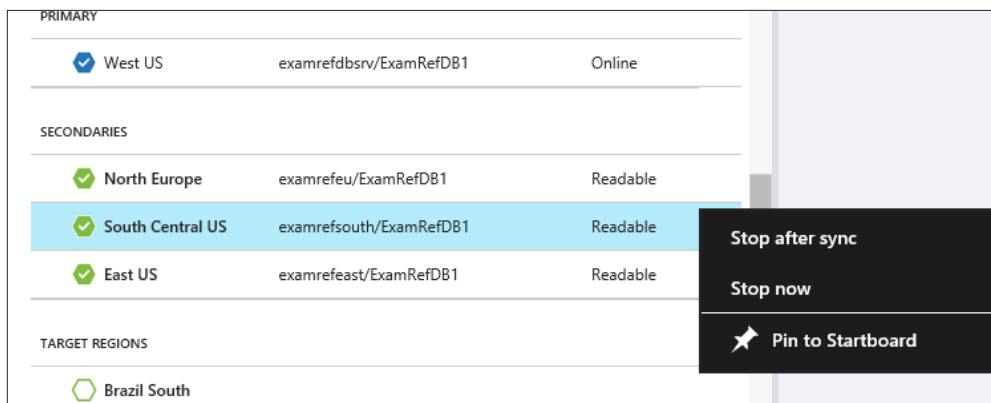 PRIMARY
West US examrefdbsrv/ExamRefDB1 Online
SECONDARIES
North Europe examrefeu/ExamRefDB1 Readable
South Central US examrefsouth/ExamRefDB1 Readable
East US examrefeast/ExamRefDB1 Readable
Stop after sync
Stop now
Pin to Startboard
TARGET REGIONS
Brazil South